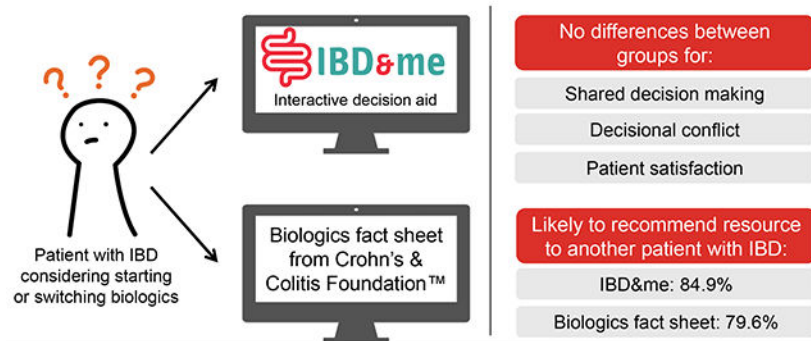 ? ? ?
Patient with IBD
considering starting
or switching biologics
IBD&me
Interactive decision aid
Biologics fact sheet
from Crohn's &
Colitis Foundation™
No differences between
groups for:
Shared decision making
Decisional conflict
Patient satisfaction
Likely to recommend resource
to another patient with IBD:
IBD&me: 84.9%
Biologics fact sheet: 79.6%